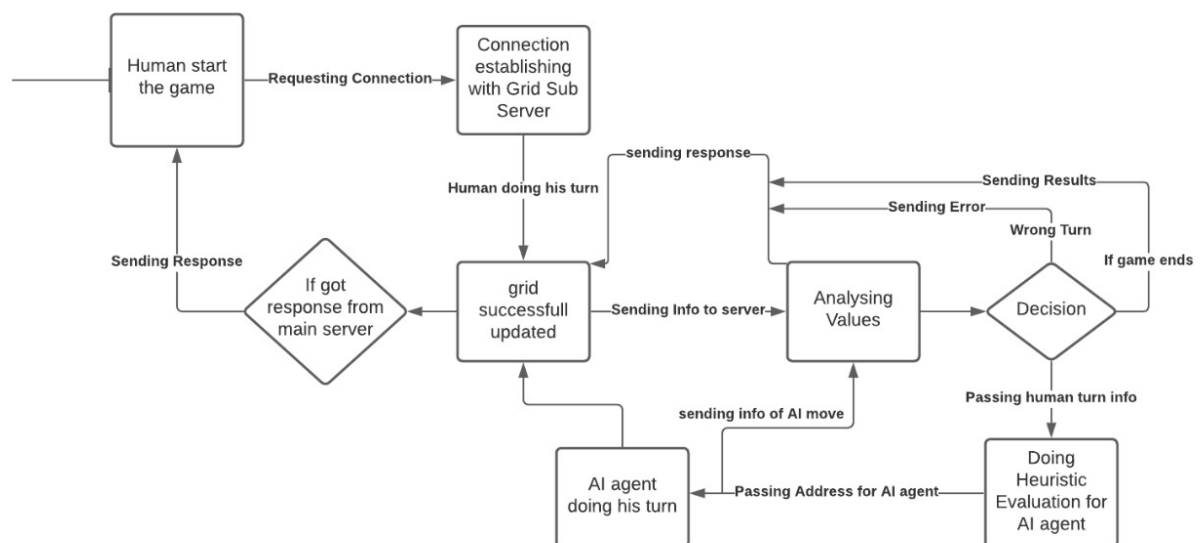 Human start
the game
Requesting Connection
Connection
establishing
with Grid Sub
Server
sending response
Sending Results
Sending Error
Wrong Turn
Human doing his turn
Sending Response
If game ends
If got
response from
main server
grid
successfull
updated
Sending Info to server
Analysing
Values
Decision
Passing human turn info
sending info of AI move
AI agent
doing his turn
Passing Address for AI agent
Doing
Heuristic
Evaluation for
AI agent